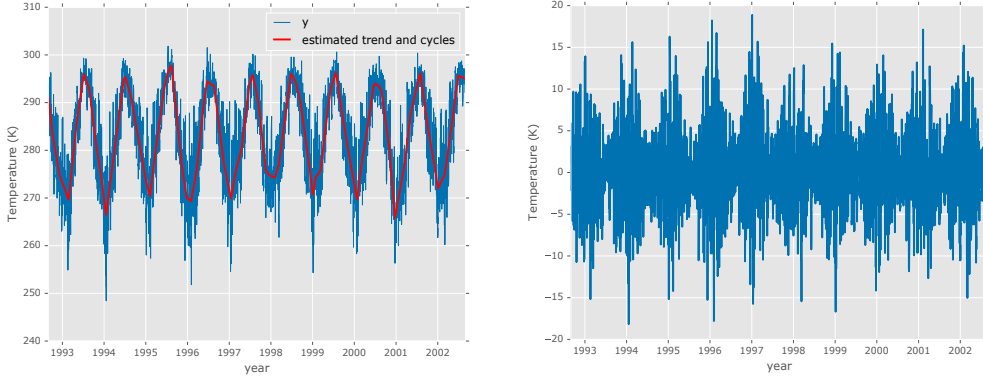 310
300
290
280
270
260
250
240
Temperature (K)
y
estimated trend and cycles
1993 1994 1995 1996 1997 1998 1999 2000 2001 2002
year
20
15
10
5
0
−5
−10
−15
−20
Temperature (K)
1993 1994 1995 1996 1997 1998 1999 2000 2001 2002
year